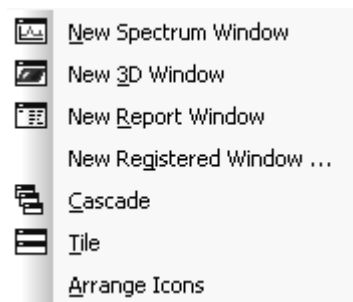 New Spectrum Window
New 3D Window
New Report Window
New Registered Window ...
Cascade
Tile
Arrange Icons